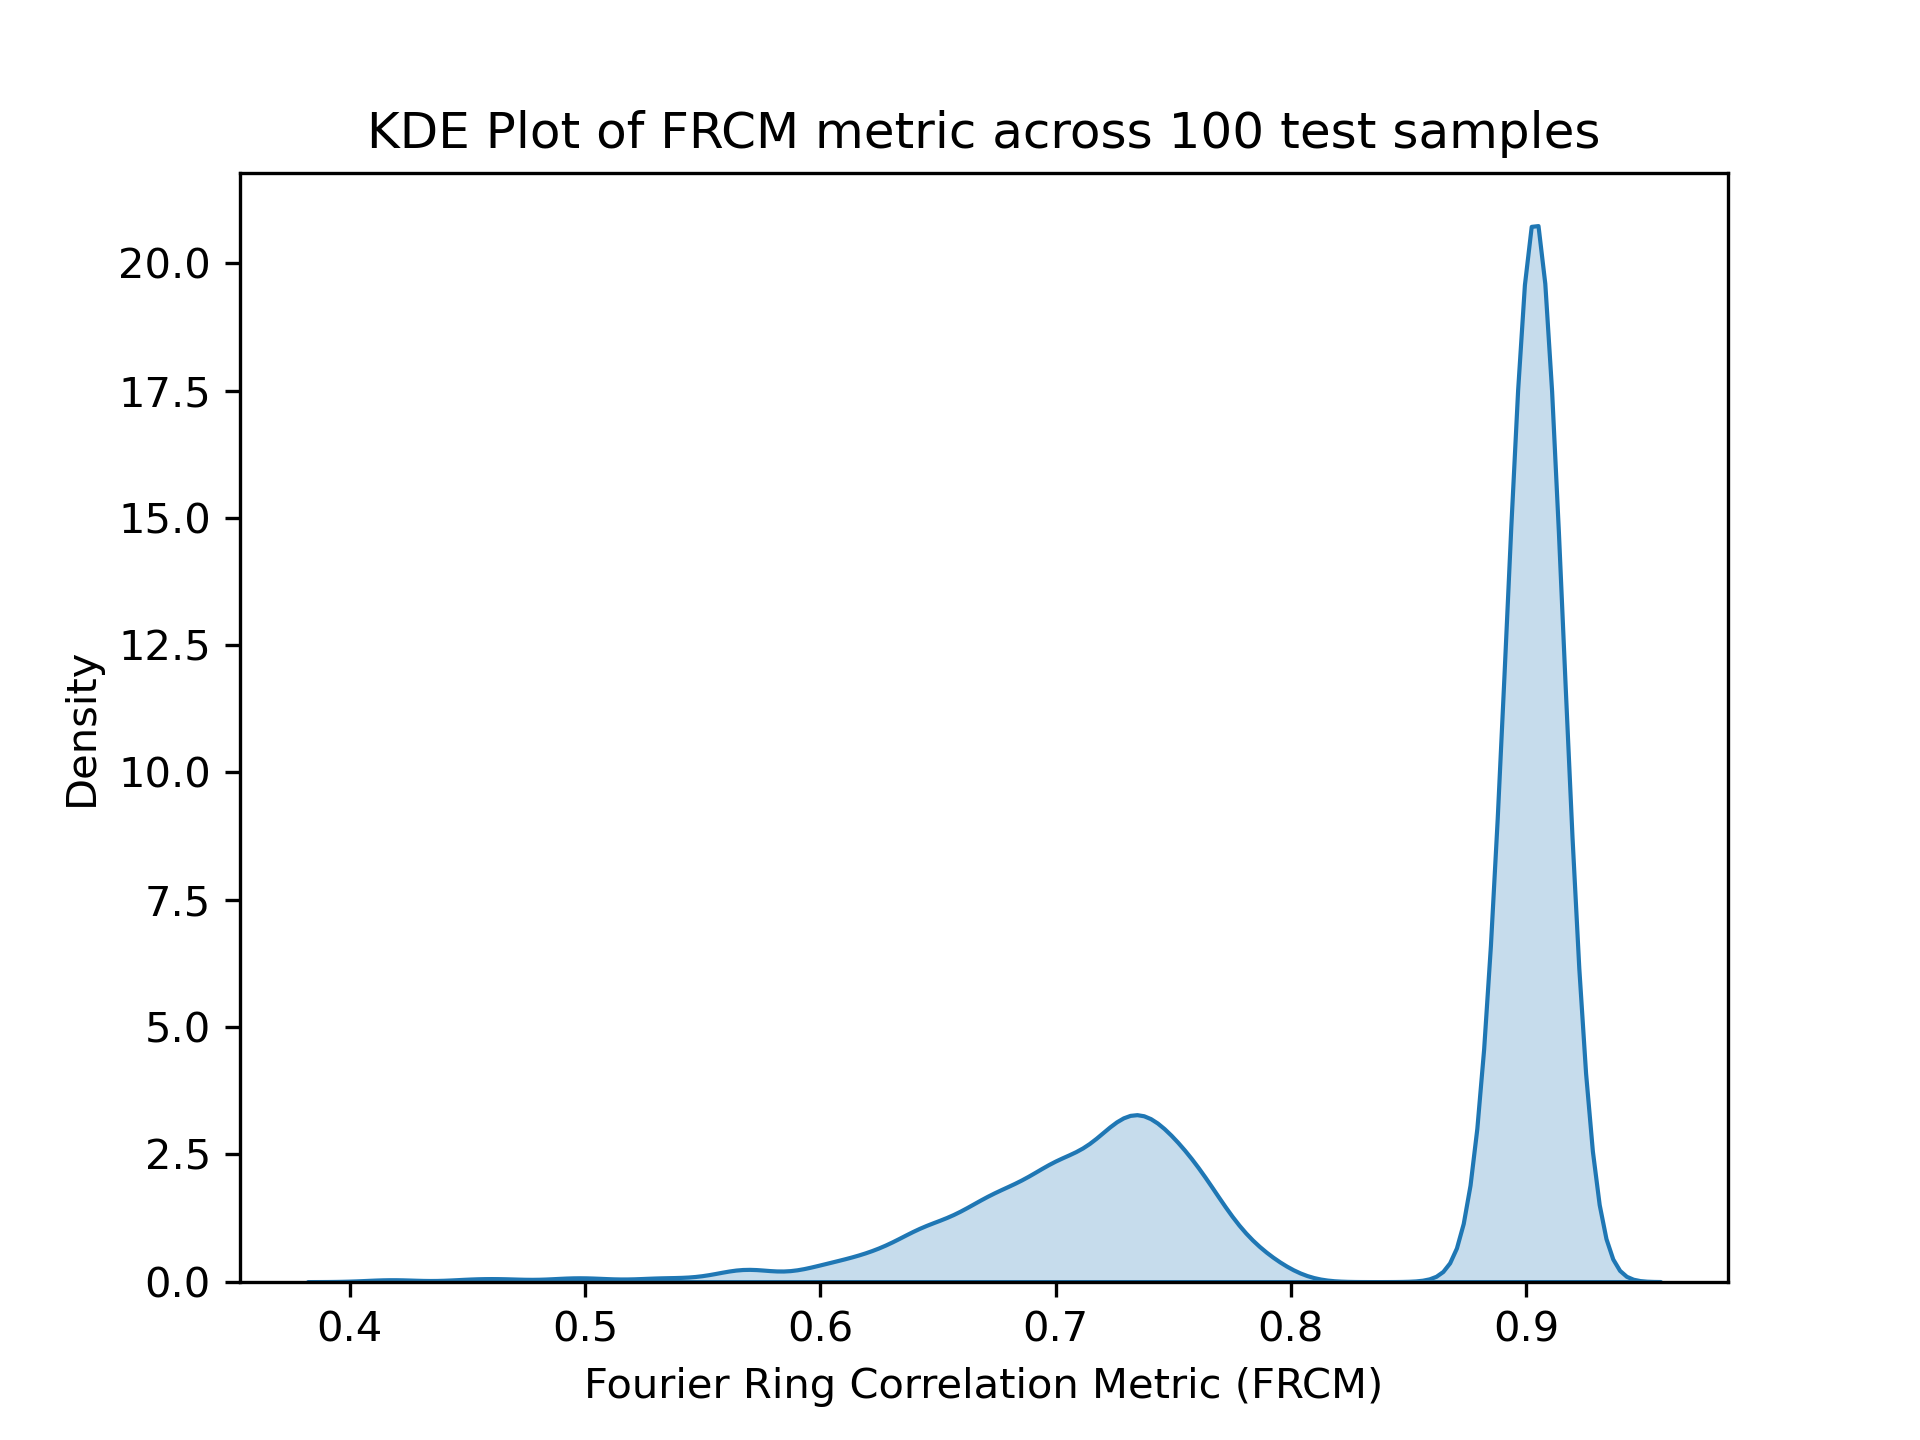 KDE Plot of FRCM metric across 100 test samples
20.0
17.5
15.0
12.5
10.0
7.5
5.0
2.5
0.0
Density
0.4 0.5 0.6 0.7 0.8 0.9
Fourier Ring Correlation Metric (FRCM)